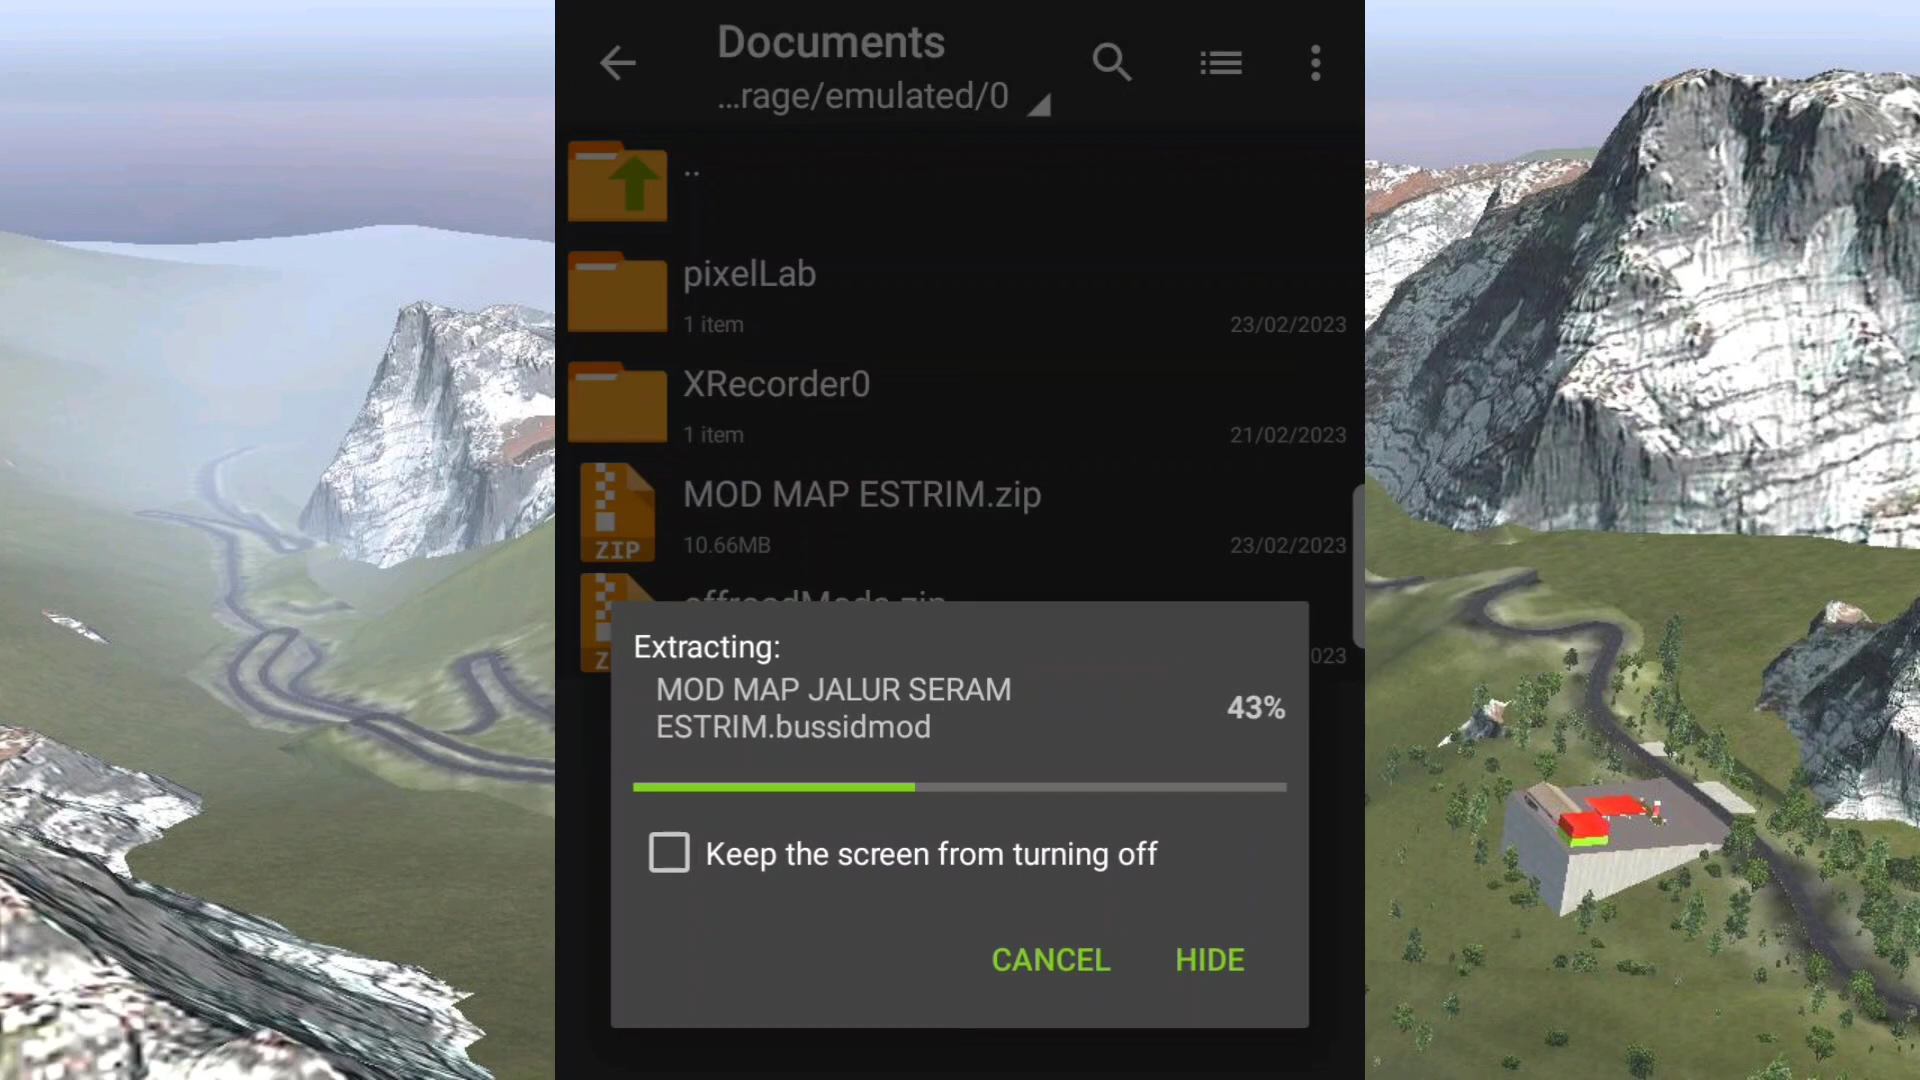 Documents
...rage/emulated/0
..
pixelLab
1 item
23/02/2023
XRecorder0
1 item
21/02/2023
MOD MAP ESTRIM.zip
ZIP
10.66MB
23/02/2023
Z
023
Extracting:
MOD MAP JALUR SERAM
ESTRIM.bussidmod
43%
Keep the screen from turning off
CANCEL
HIDE